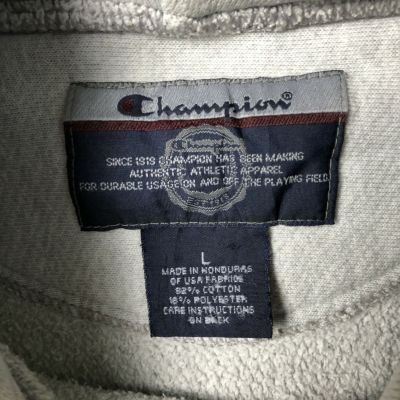 Champion®
SINCE 1919 CHAMPION HAS BEEN MAKING
AUTHENTIC ATHLETIC APPAREL
FOR DURABLE USAGE ON AND OFF THE PLAYING FIELD.
L
MADE IN HONDURAS
OF USA FABRICS
82% COTTON
18% POLYESTER
CARE INSTRUCTIONS
ON BACK